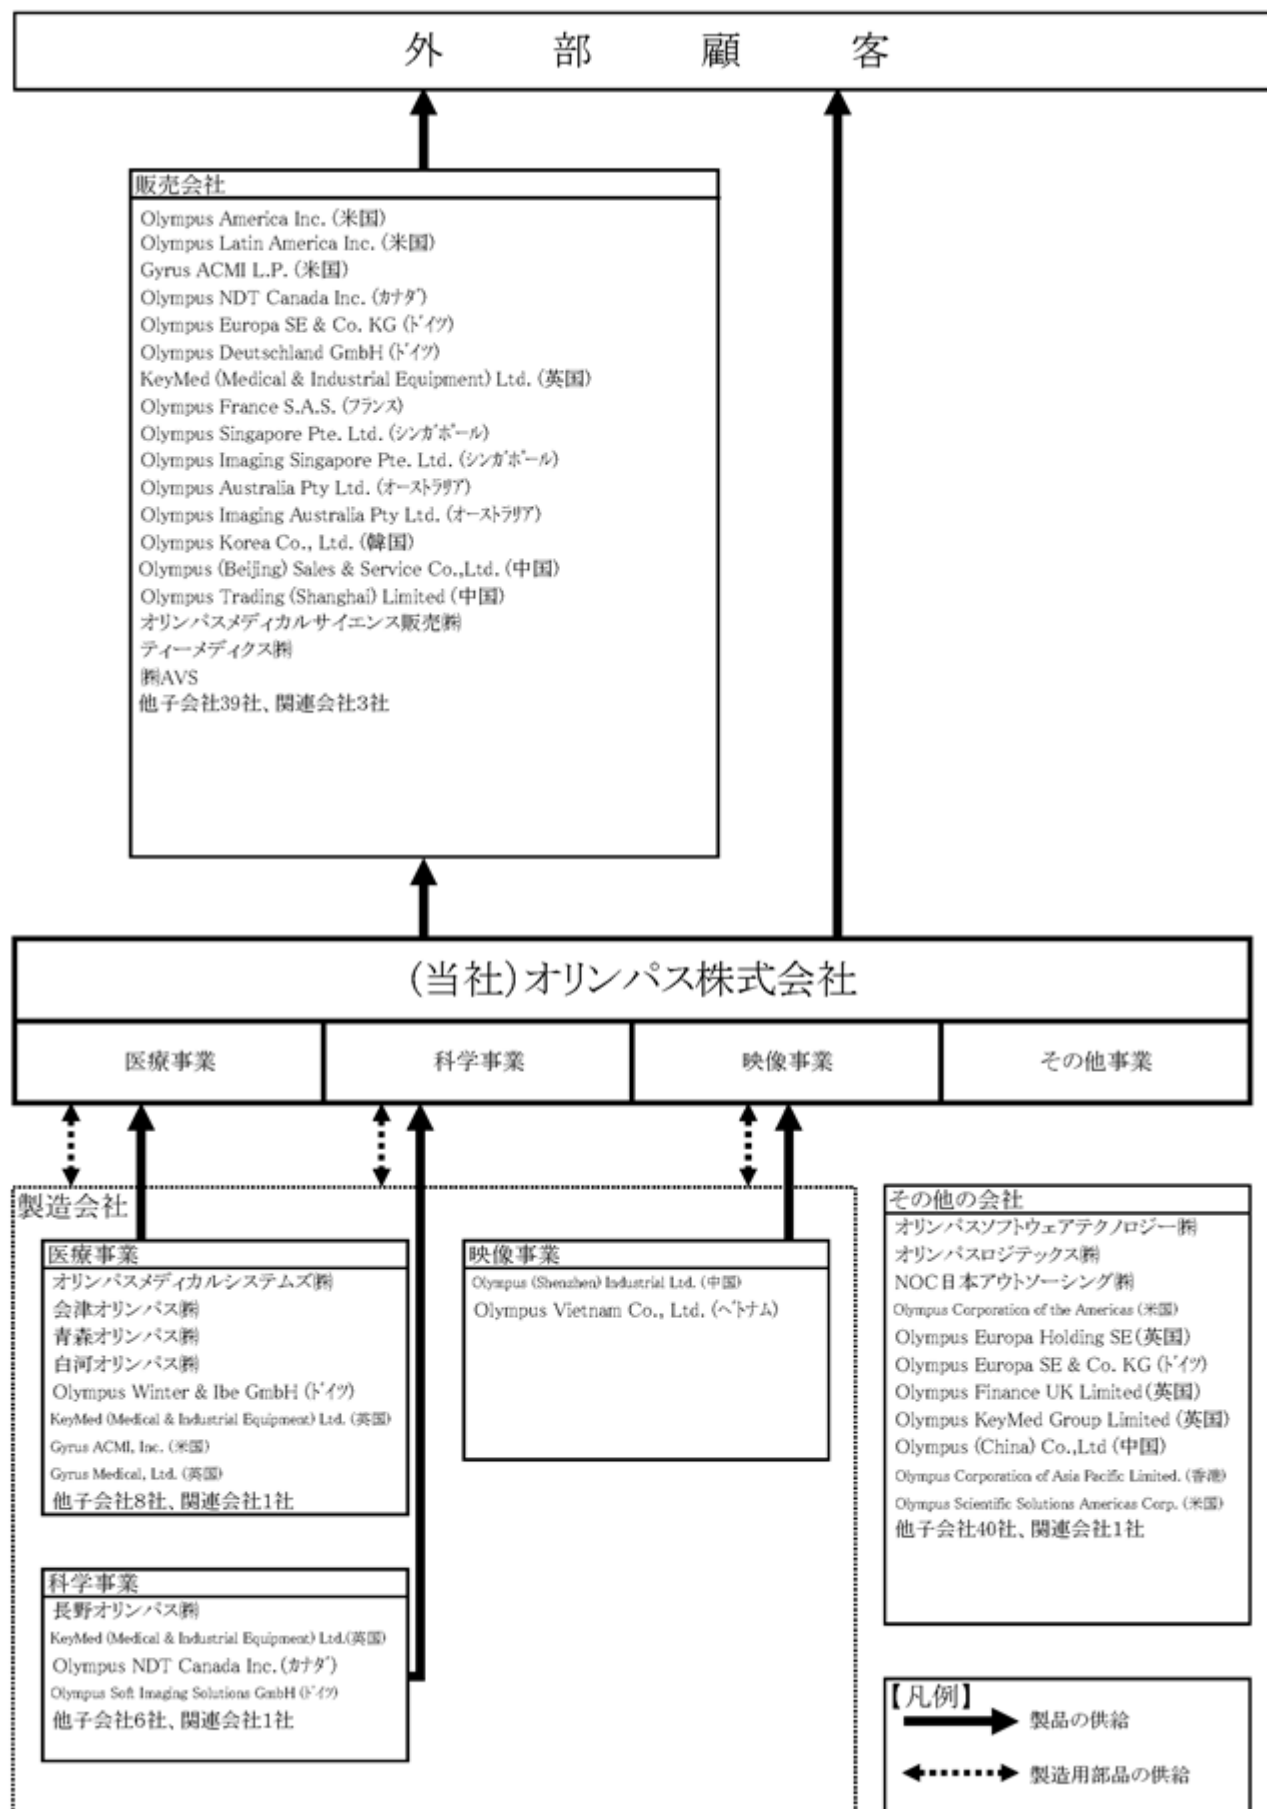 外部顧客
販売会社
Olympus America Inc. (米国)
Olympus Latin America Inc. (米国)
Gyrus ACMI L.P. (米国)
Olympus NDT Canada Inc. (ｶﾅﾀﾞ)
Olympus Europa SE & Co. KG (ﾄﾞｲﾂ)
Olympus Deutschland GmbH (ﾄﾞｲﾂ)
KeyMed (Medical & Industrial Equipment) Ltd. (英国)
Olympus France S.A.S. (ﾌﾗﾝｽ)
Olympus Singapore Pte. Ltd. (ｼﾝｶﾞﾎﾟｰﾙ)
Olympus Imaging Singapore Pte. Ltd. (ｼﾝｶﾞﾎﾟｰﾙ)
Olympus Australia Pty Ltd. (ｵｰｽﾄﾗﾘｱ)
Olympus Imaging Australia Pty Ltd. (ｵｰｽﾄﾗﾘｱ)
Olympus Korea Co., Ltd. (韓国)
Olympus (Beijing) Sales & Service Co.,Ltd. (中国)
Olympus Trading (Shanghai) Limited (中国)
オリンパスメディカルサイエンス販売㈱
ティーメディクス㈱
㈱AVS
他子会社39社、関連会社3社
(当社)オリンパス株式会社
医療事業
科学事業
映像事業
その他事業
製造会社
医療事業
オリンパスメディカルシステムズ㈱
会津オリンパス㈱
青森オリンパス㈱
白河オリンパス㈱
Olympus Winter & Ibe GmbH (ﾄﾞｲﾂ)
KeyMed (Medical & Industrial Equipment) Ltd. (英国)
Gyrus ACMI, Inc. (米国)
Gyrus Medical, Ltd. (英国)
他子会社8社、関連会社1社
科学事業
長野オリンパス㈱
KeyMed (Medical & Industrial Equipment) Ltd.(英国)
Olympus NDT Canada Inc. (ｶﾅﾀﾞ)
Olympus Soft Imaging Solutions GmbH (ﾄﾞｲﾂ)
他子会社6社、関連会社1社
映像事業
Olympus (Shenzhen) Industrial Ltd. (中国)
Olympus Vietnam Co., Ltd. (ﾍﾞﾄﾅﾑ)
その他の会社
オリンパスソフトウェアテクノロジー㈱
オリンパスロジテックス㈱
NOC日本アウトソーシング㈱
Olympus Corporation of the Americas (米国)
Olympus Europa Holding SE(英国)
Olympus Europa SE & Co. KG (ﾄﾞｲﾂ)
Olympus Finance UK Limited(英国)
Olympus KeyMed Group Limited (英国)
Olympus (China) Co.,Ltd (中国)
Olympus Corporation of Asia Pacific Limited. (香港)
Olympus Scientific Solutions Americas Corp. (米国)
他子会社40社、関連会社1社
【凡例】
製品の供給
製造用部品の供給